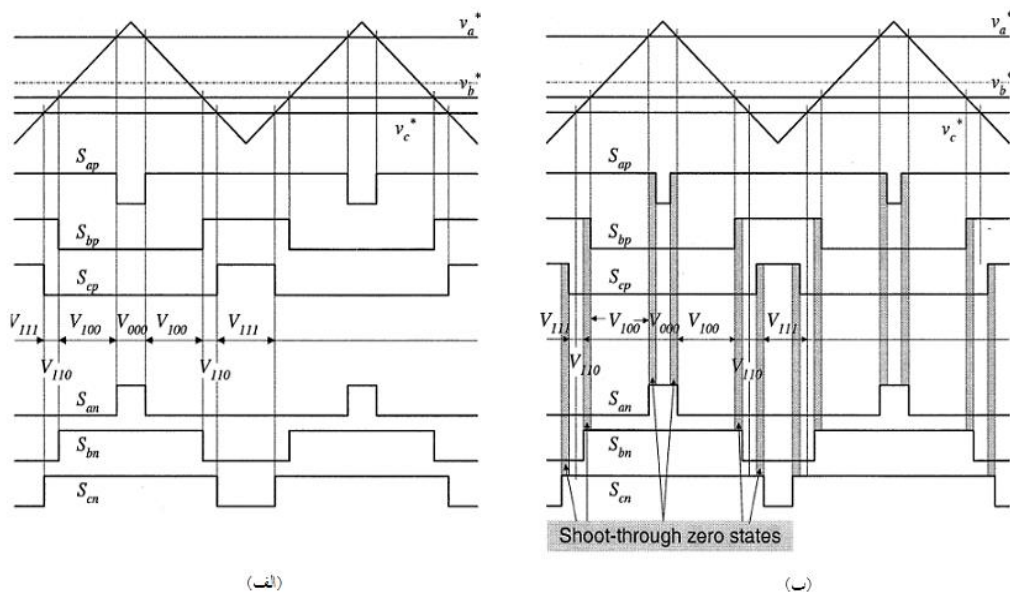 va*
vb*
vc*
Sap
Sbp
Scp
V111 V100 V000 V100 V111
V110 V110
San
Sbn
Scn
(الف)
va*
vb*
vc*
Sap
Sbp
Scp
V111 V100 V000 V100 V111
V110 V110
San
Sbn
Scn
Shoot-through zero states
(ب)